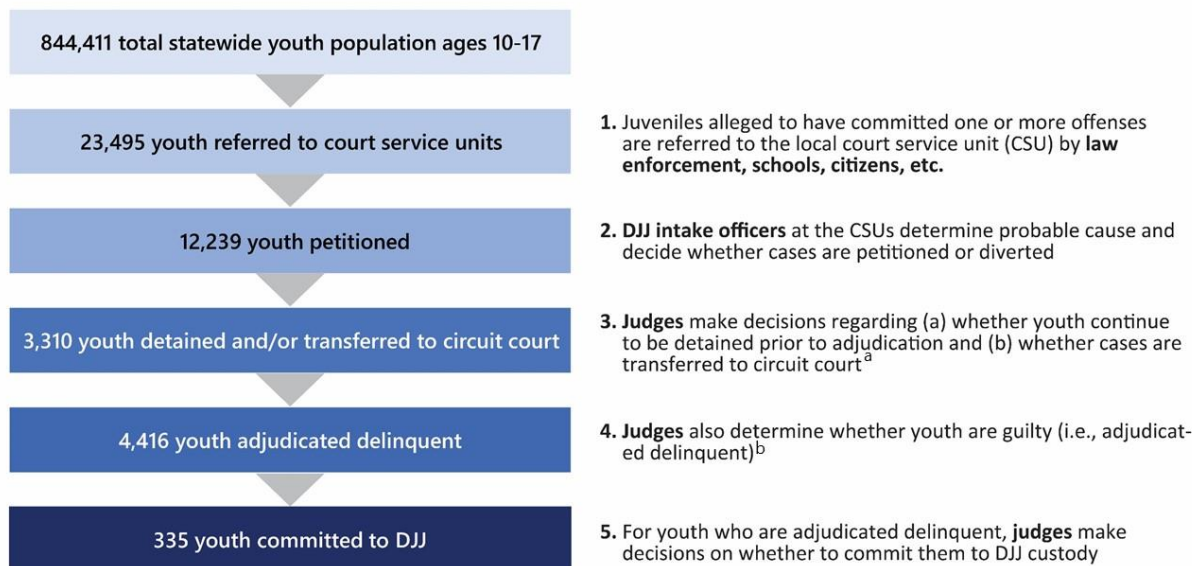 844,411 total statewide youth population ages 10-17
23,495 youth referred to court service units
1. Juveniles alleged to have committed one or more offenses
are referred to the local court service unit (CSU) by law
enforcement, schools, citizens, etc.
12,239 youth petitioned
2. DJJ intake officers at the CSUs determine probable cause and
decide whether cases are petitioned or diverted
3,310 youth detained and/or transferred to circuit court
3. Judges make decisions regarding (a) whether youth continue
to be detained prior to adjudication and (b) whether cases are
transferred to circuit court a
4,416 youth adjudicated delinquent
4. Judges also determine whether youth are guilty (i.e., adjudicat-
ed delinquent) b
335 youth committed to DJJ
5. For youth who are adjudicated delinquent, judges make
decisions on whether to commit them to DJJ custody